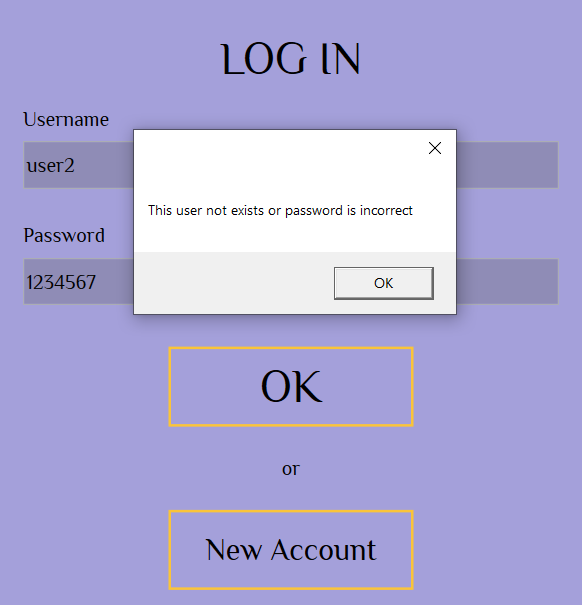 LOG IN
Username
user2
This user not exists or password is incorrect
Password
1234567
OK
OK
or
New Account